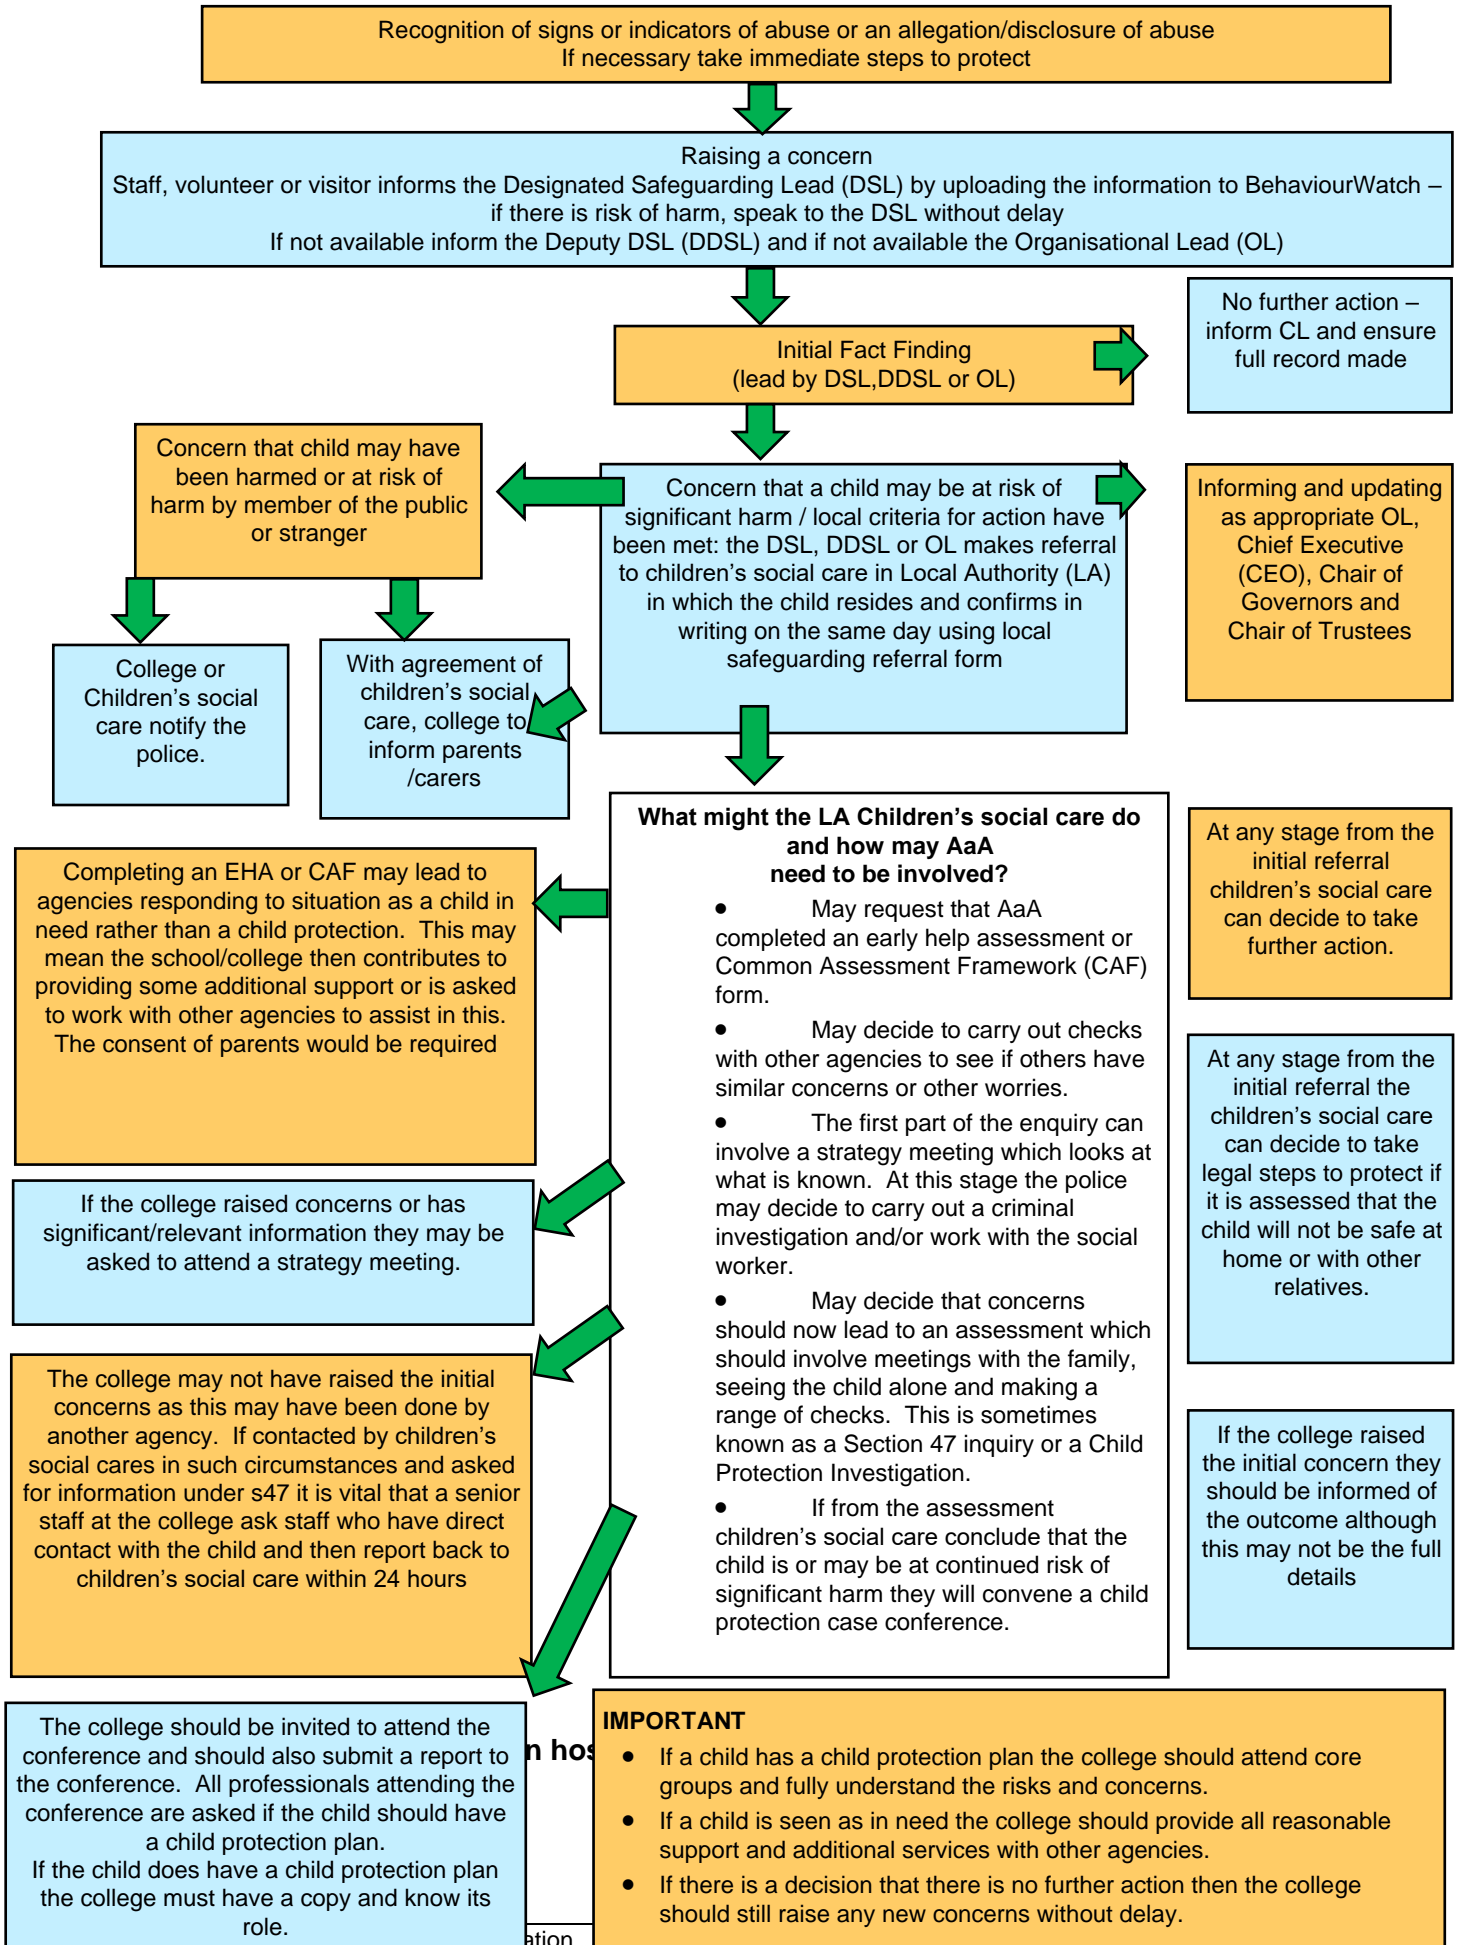 Recognition of signs or indicators of abuse or an allegation/disclosure of abuse
If necessary take immediate steps to protect
Raising a concern
Staff, volunteer or visitor informs the Designated Safeguarding Lead (DSL) by uploading the information to BehaviourWatch –
if there is risk of harm, speak to the DSL without delay
If not available inform the Deputy DSL (DDSL) and if not available the Organisational Lead (OL)
No further action –
inform CL and ensure
full record made
Initial Fact Finding
(lead by DSL,DDSL or OL)
Concern that child may have
been harmed or at risk of
harm by member of the public
or stranger
Concern that a child may be at risk of
significant harm / local criteria for action have
been met: the DSL, DDSL or OL makes referral
to children's social care in Local Authority (LA)
in which the child resides and confirms in
writing on the same day using local
safeguarding referral form
Informing and updating
as appropriate OL,
Chief Executive
(CEO), Chair of
Governors and
Chair of Trustees
College or
Children's social
care notify the
police.
With agreement of
children's social
care, college to
inform parents
/carers
What might the LA Children's social care do
and how may AaA
need to be involved?
• May request that AaA
completed an early help assessment or
Common Assessment Framework (CAF)
form.
• May decide to carry out checks
with other agencies to see if others have
similar concerns or other worries.
• The first part of the enquiry can
involve a strategy meeting which looks at
what is known. At this stage the police
may decide to carry out a criminal
investigation and/or work with the social
worker.
• May decide that concerns
should now lead to an assessment which
should involve meetings with the family,
seeing the child alone and making a
range of checks. This is sometimes
known as a Section 47 inquiry or a Child
Protection Investigation.
• If from the assessment
children's social care conclude that the
child is or may be at continued risk of
significant harm they will convene a child
protection case conference.
At any stage from the
initial referral
children's social care
can decide to take
further action.
Completing an EHA or CAF may lead to
agencies responding to situation as a child in
need rather than a child protection. This may
mean the school/college then contributes to
providing some additional support or is asked
to work with other agencies to assist in this.
The consent of parents would be required
At any stage from the
initial referral the
children's social care
can decide to take
legal steps to protect if
it is assessed that the
child will not be safe at
home or with other
relatives.
If the college raised concerns or has
significant/relevant information they may be
asked to attend a strategy meeting.
The college may not have raised the initial
concerns as this may have been done by
another agency. If contacted by children's
social cares in such circumstances and asked
for information under s47 it is vital that a senior
staff at the college ask staff who have direct
contact with the child and then report back to
children's social care within 24 hours
If the college raised
the initial concern they
should be informed of
the outcome although
this may not be the full
details
The college should be invited to attend the
conference and should also submit a report to
the conference. All professionals attending the
conference are asked if the child should have
a child protection plan.
If the child does have a child protection plan
the college must have a copy and know its
role.
n hos
ation
IMPORTANT
• If a child has a child protection plan the college should attend core
groups and fully understand the risks and concerns.
• If a child is seen as in need the college should provide all reasonable
support and additional services with other agencies.
• If there is a decision that there is no further action then the college
should still raise any new concerns without delay.